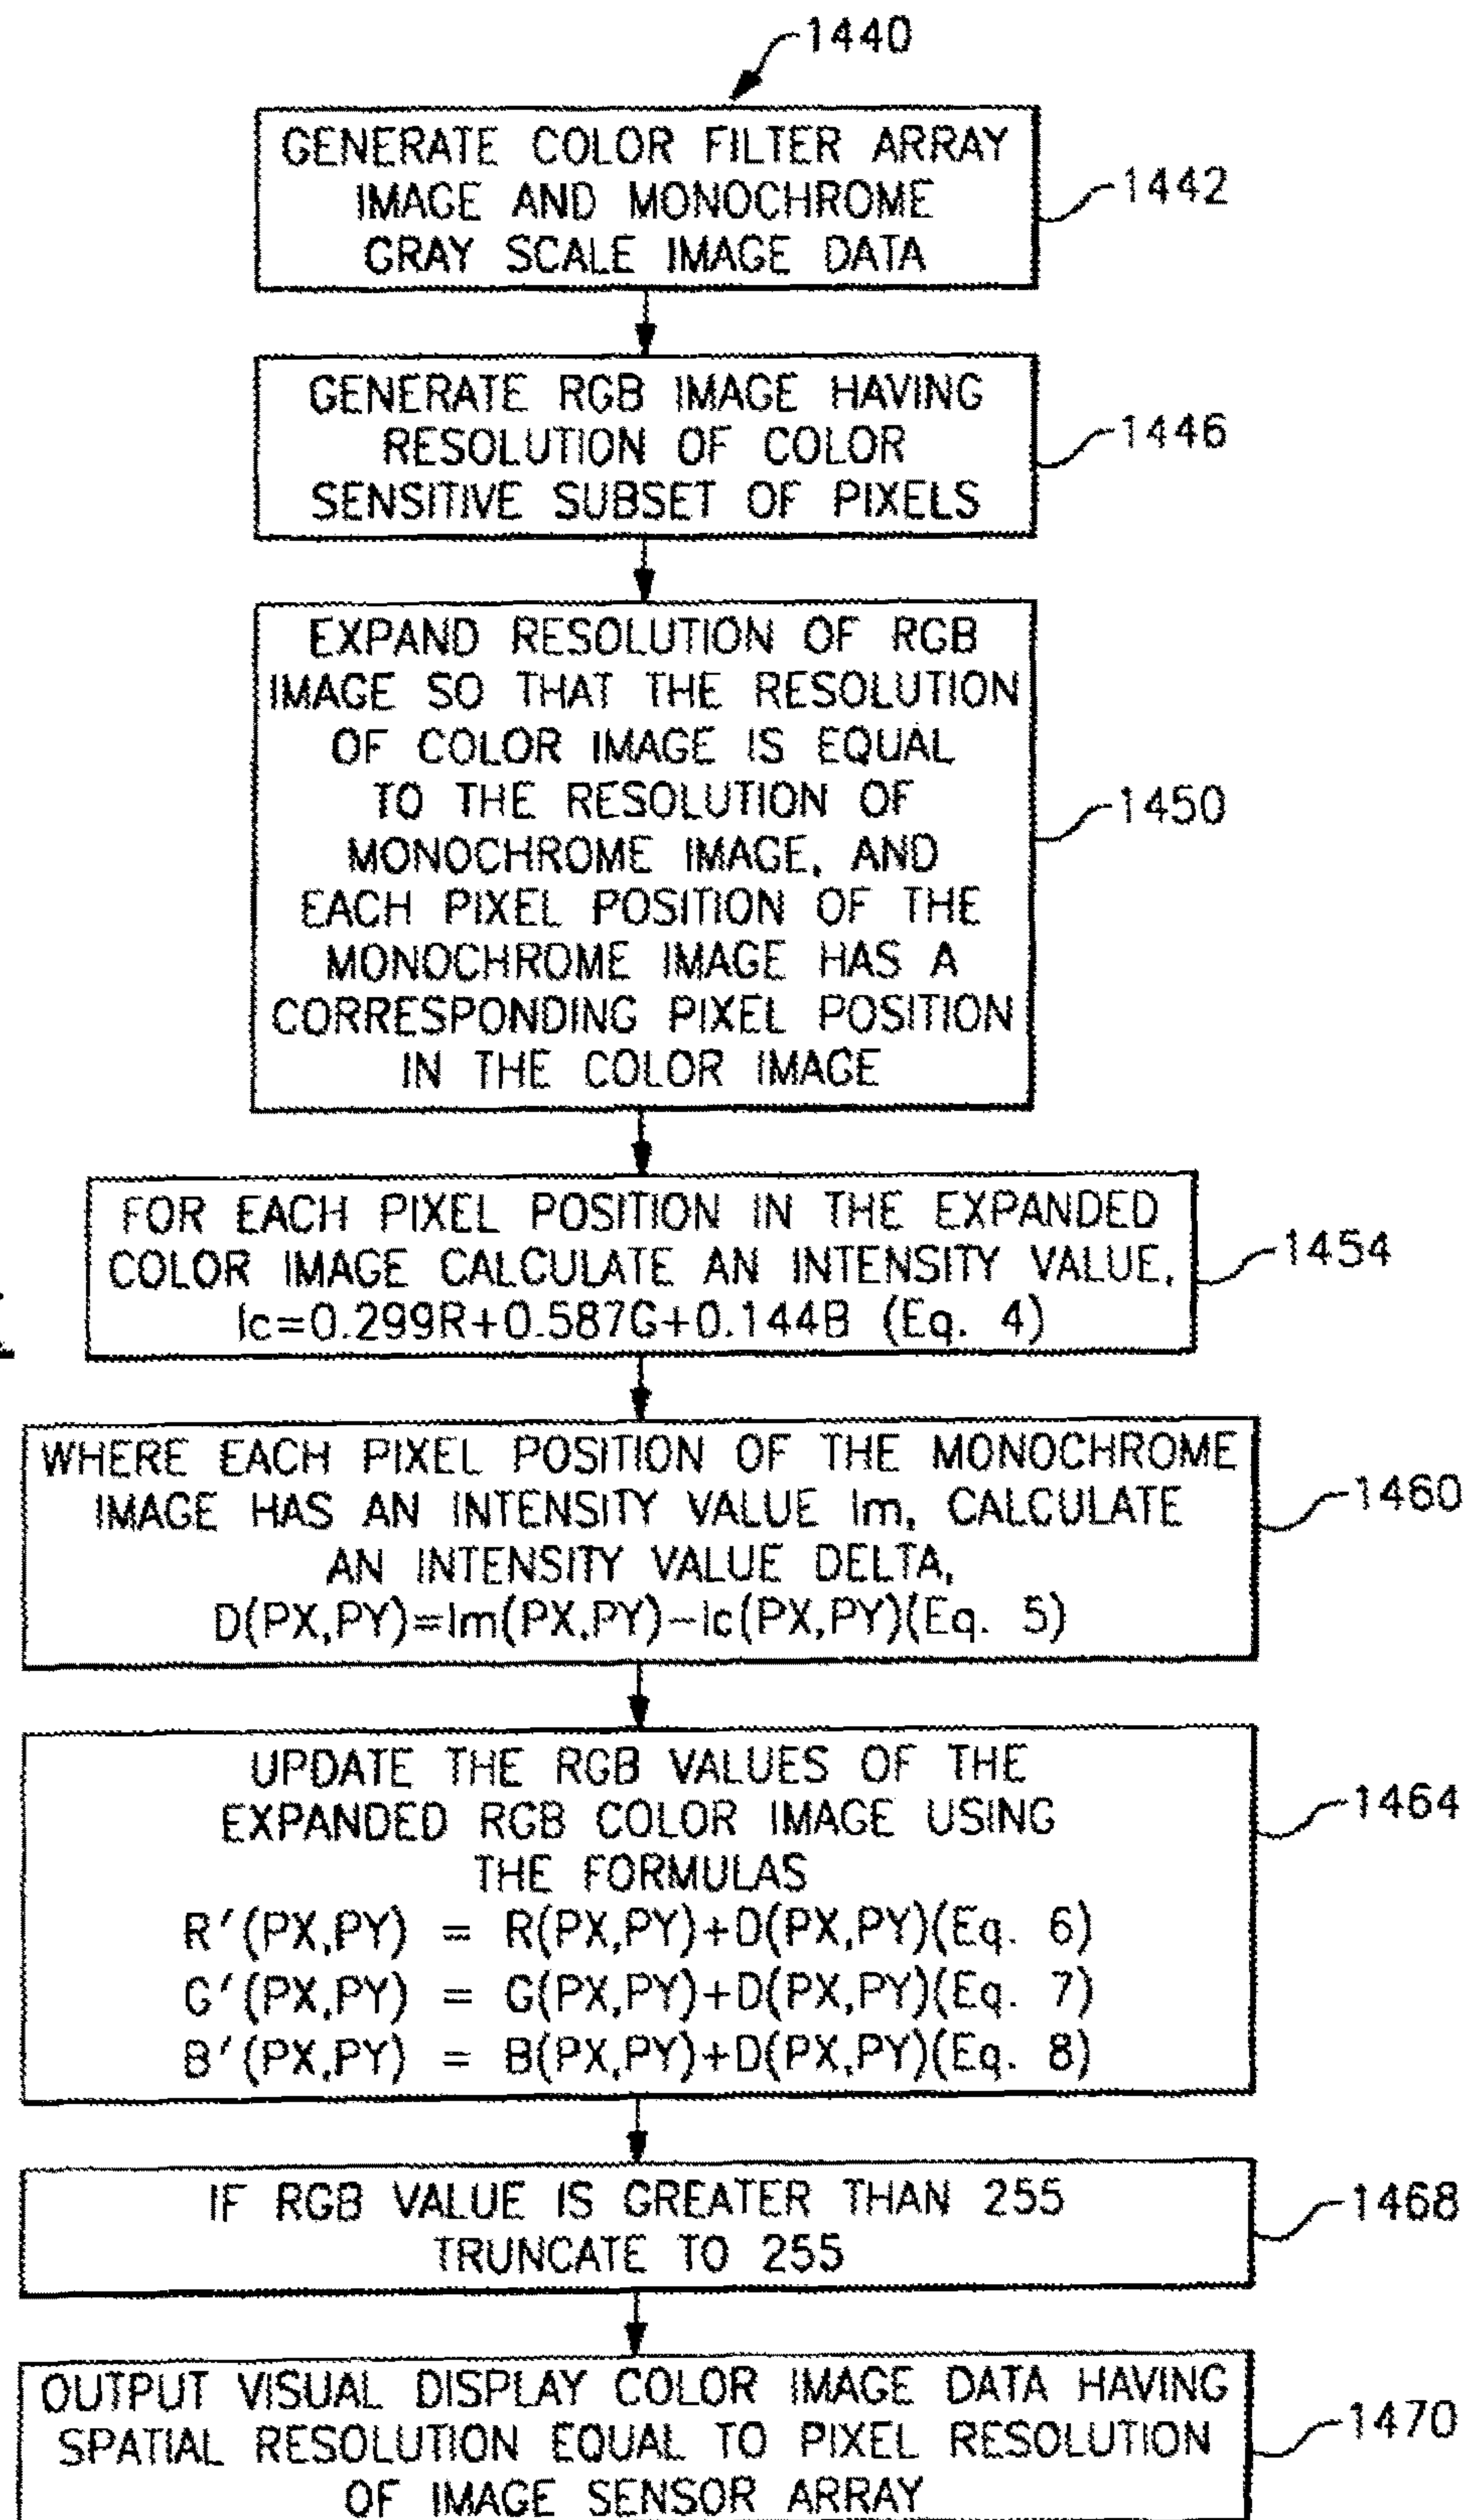 1440
GENERATE COLOR FILTER ARRAY
IMAGE AND MONOCHROME
GRAY SCALE IMAGE DATA
1442
GENERATE RGB IMAGE HAVING
RESOLUTION OF COLOR
SENSITIVE SUBSET OF PIXELS
1446
EXPAND RESOLUTION OF RGB
IMAGE SO THAT THE RESOLUTION
OF COLOR IMAGE IS EQUAL
TO THE RESOLUTION OF
MONOCHROME IMAGE, AND
EACH PIXEL POSITION OF THE
MONOCHROME IMAGE HAS A
CORRESPONDING PIXEL POSITION
IN THE COLOR IMAGE
1450
FOR EACH PIXEL POSITION IN THE EXPANDED
COLOR IMAGE CALCULATE AN INTENSITY VALUE,
Ic=0.299R+0.587G+0.144B (Eq. 4)
1454
WHERE EACH PIXEL POSITION OF THE MONOCHROME
IMAGE HAS AN INTENSITY VALUE Im, CALCULATE
AN INTENSITY VALUE DELTA,
D(PX,PY)=Im(PX,PY)-Ic(PX,PY)(Eq. 5)
1460
UPDATE THE RGB VALUES OF THE
EXPANDED RGB COLOR IMAGE USING
THE FORMULAS
R'(PX,PY) = R(PX,PY)+D(PX,PY)(Eq. 6)
G'(PX,PY) = G(PX,PY)+D(PX,PY)(Eq. 7)
B'(PX,PY) = B(PX,PY)+D(PX,PY)(Eq. 8)
1464
IF RGB VALUE IS GREATER THAN 255
TRUNCATE TO 255
1468
OUTPUT VISUAL DISPLAY COLOR IMAGE DATA HAVING
SPATIAL RESOLUTION EQUAL TO PIXEL RESOLUTION
OF IMAGE SENSOR ARRAY
1470